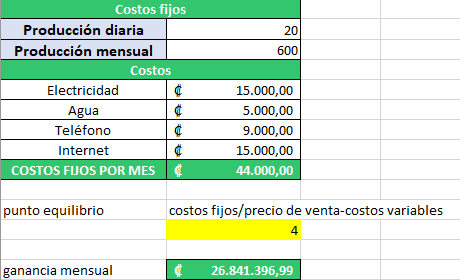 Costos fijos
Producción diaria 20
Producción mensual 600
Costos
Electricidad ₡ 15.000,00
Agua ₡ 5.000,00
Teléfono ₡ 9.000,00
Internet ₡ 15.000,00
COSTOS FIJOS POR MES ₡ 44.000,00
punto equilibrio costos fijos/precio de venta-costos variables
4
ganancia mensual ₡ 26.841.396,99